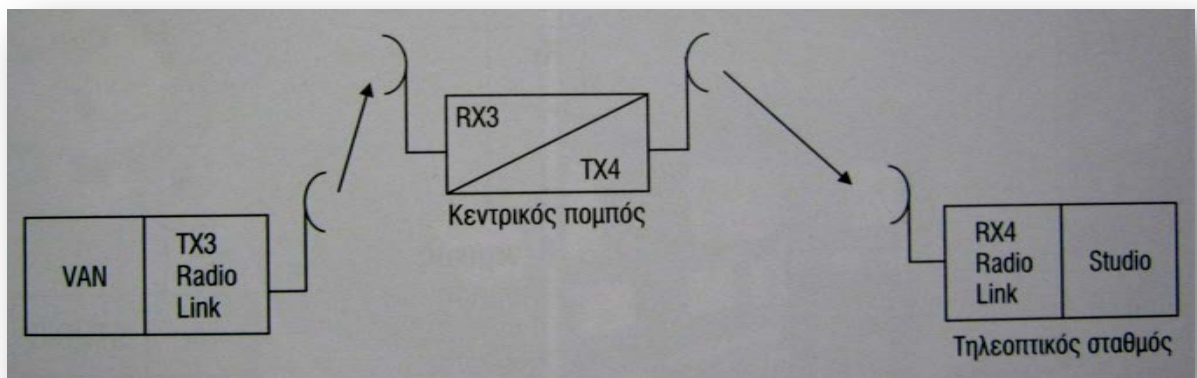 VAN
TX3
Radio
Link
RX3
TX4
Κεντρικός πομπός
RX4
Radio
Link
Studio
Τηλεοπτικός σταθμός